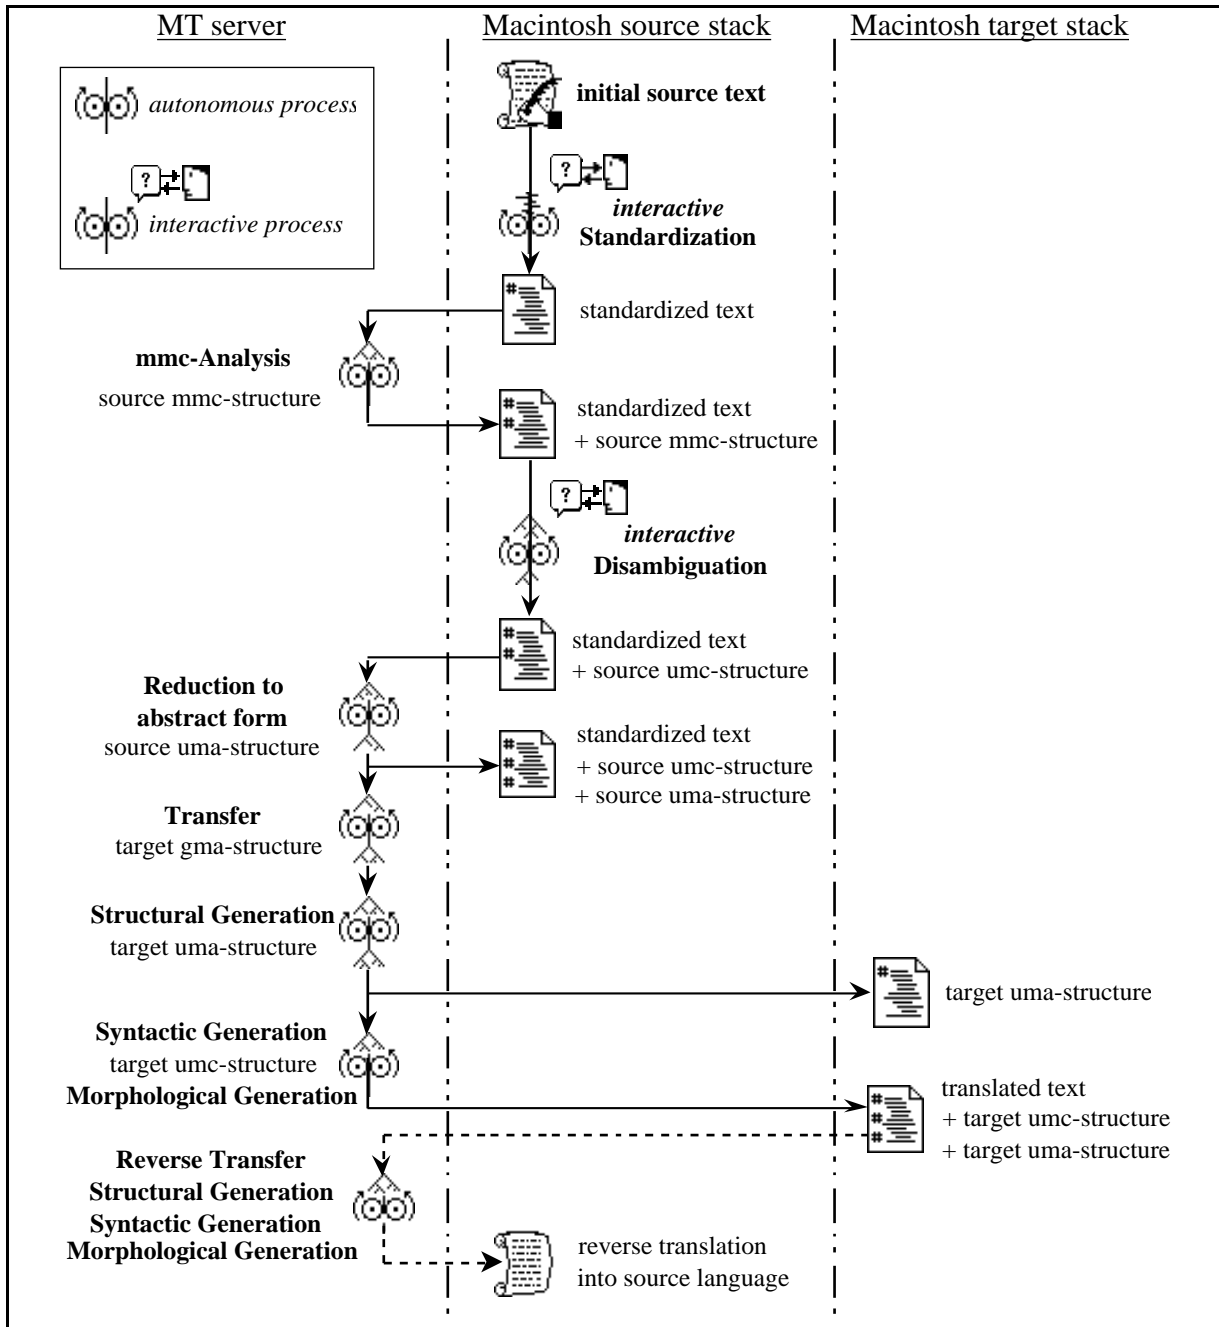 MT server
Macintosh source stack
Macintosh target stack
autonomous process
?
interactive process
initial source text
?
interactive
Standardization
#
standardized text
mmc-Analysis
source mmc-structure
#
#
standardized text
+ source mmc-structure
?
interactive
Disambiguation
#
#
standardized text
+ source umc-structure
Reduction to
abstract form
source uma-structure
#
#
#
standardized text
+ source umc-structure
+ source uma-structure
Transfer
target gma-structure
Structural Generation
target uma-structure
#
target uma-structure
Syntactic Generation
target umc-structure
Morphological Generation
#
#
#
translated text
+ target umc-structure
+ target uma-structure
Reverse Transfer
Structural Generation
Syntactic Generation
Morphological Generation
reverse translation
into source language